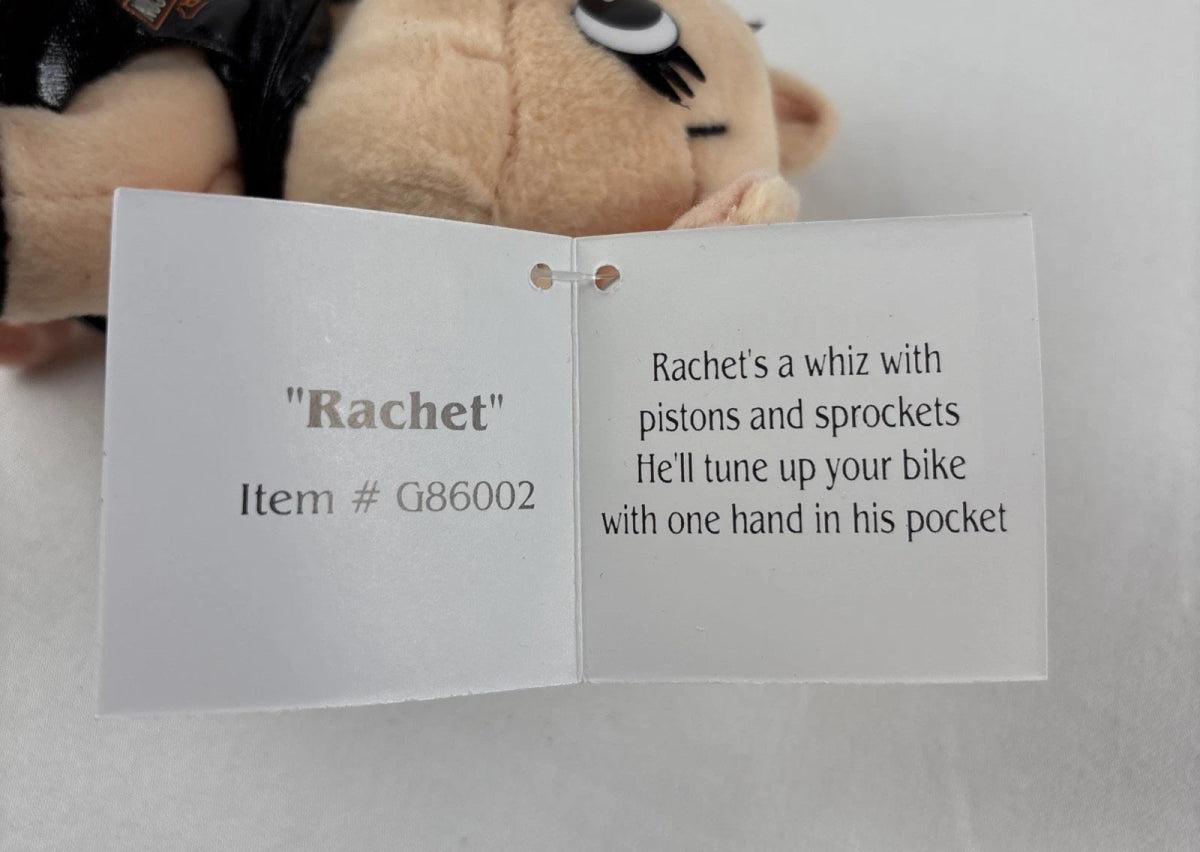 "Rachet"
Item # G86002
Rachet's a whiz with
pistons and sprockets
He'll tune up your bike
with one hand in his pocket